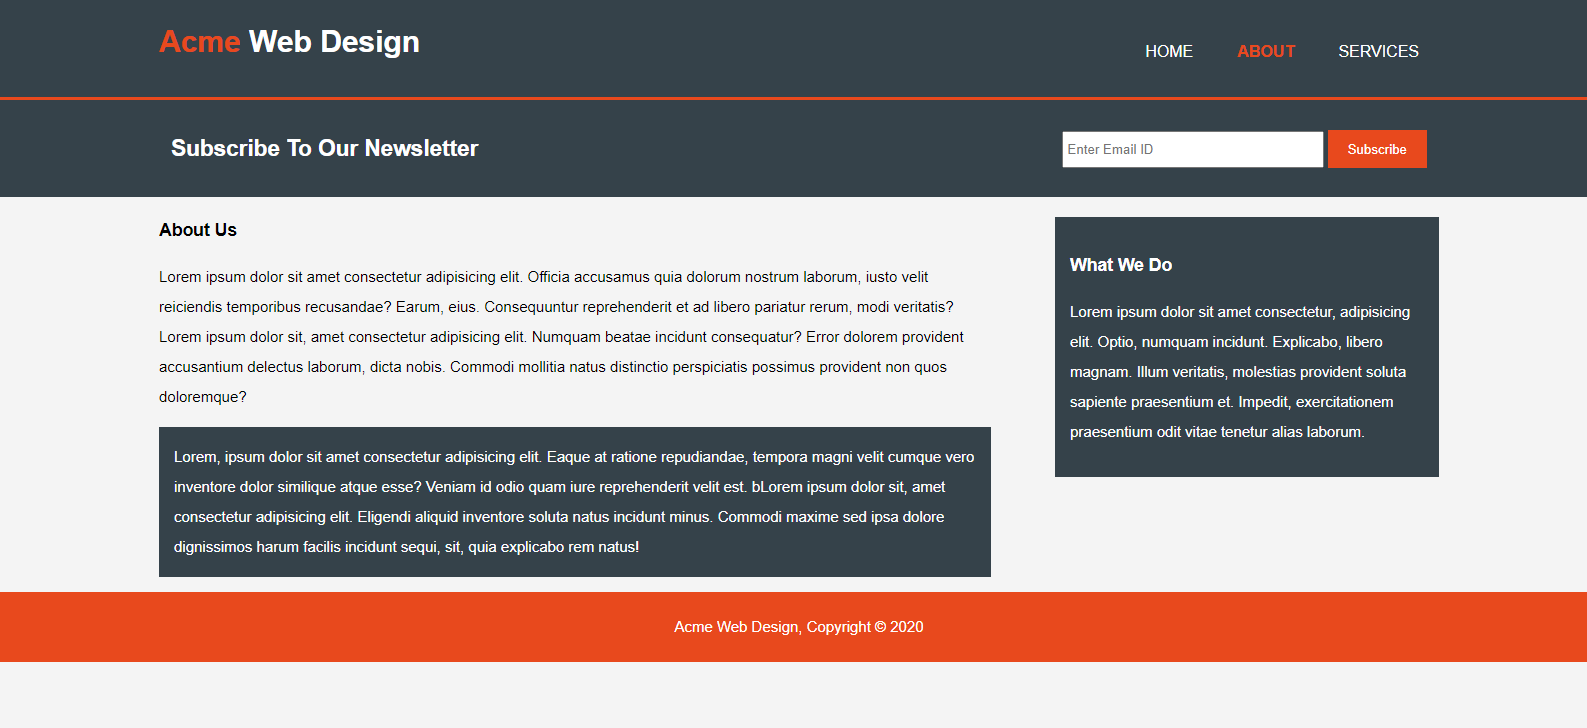 Acme Web Design
HOME ABOUT SERVICES
Subscribe To Our Newsletter
Enter Email ID
Subscribe
About Us
Lorem ipsum dolor sit amet consectetur adipisicing elit. Officia accusamus quia dolorum nostrum laborum, iusto velit
reiciendis temporibus recusandae? Earum, eius. Consequuntur reprehenderit et ad libero pariatur rerum, modi veritatis?
Lorem ipsum dolor sit, amet consectetur adipisicing elit. Numquam beatae incidunt consequatur? Error dolorem provident
accusantium delectus laborum, dicta nobis. Commodi mollitia natus distinctio perspiciatis possimus provident non quos
doloremque?
Lorem, ipsum dolor sit amet consectetur adipisicing elit. Eaque at ratione repudiandae, tempora magni velit cumque vero
inventore dolor similique atque esse? Veniam id odio quam iure reprehenderit velit est. bLorem ipsum dolor sit, amet
consectetur adipisicing elit. Eligendi aliquid inventore soluta natus incidunt minus. Commodi maxime sed ipsa dolore
dignissimos harum facilis incidunt sequi, sit, quia explicabo rem natus!
What We Do
Lorem ipsum dolor sit amet consectetur, adipisicing
elit. Optio, numquam incidunt. Explicabo, libero
magnam. Illum veritatis, molestias provident soluta
sapiente praesentium et. Impedit, exercitationem
praesentium odit vitae tenetur alias laborum.
Acme Web Design, Copyright © 2020